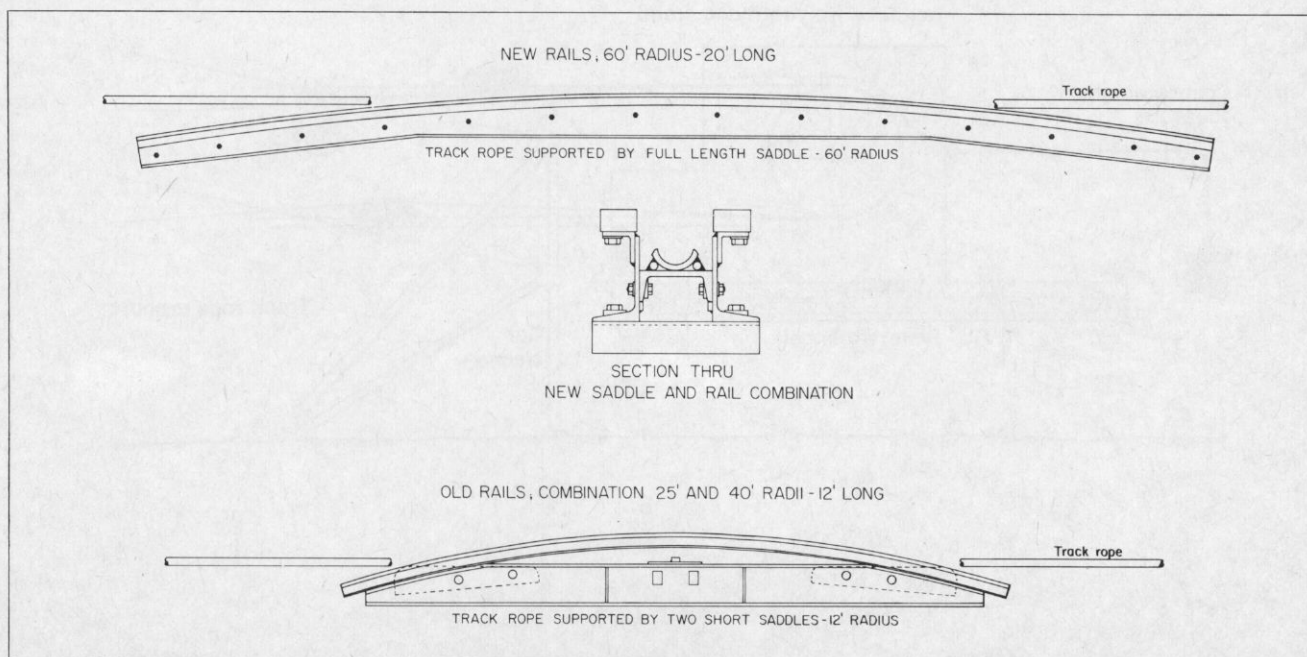 NEW RAILS, 60' RADIUS-20' LONG
Track rope
TRACK ROPE SUPPORTED BY FULL LENGTH SADDLE - 60' RADIUS
SECTION THRU
NEW SADDLE AND RAIL COMBINATION
OLD RAILS, COMBINATION 25' AND 40' RADII - 12' LONG
Track rope
TRACK ROPE SUPPORTED BY TWO SHORT SADDLES-12' RADIUS